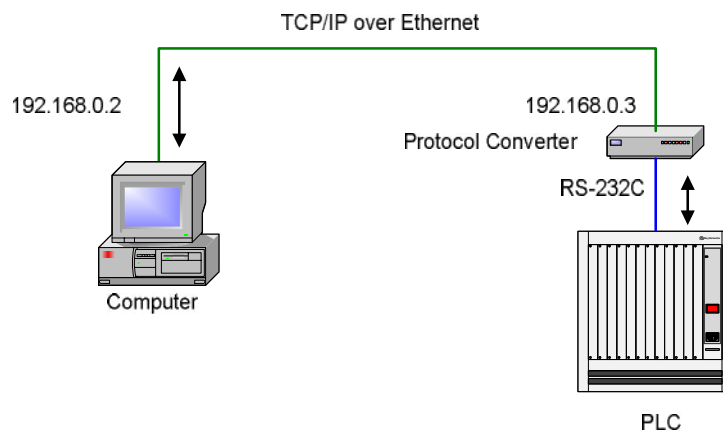 TCP/IP over Ethernet
192.168.0.2
192.168.0.3
Protocol Converter
RS-232C
Computer
PLC